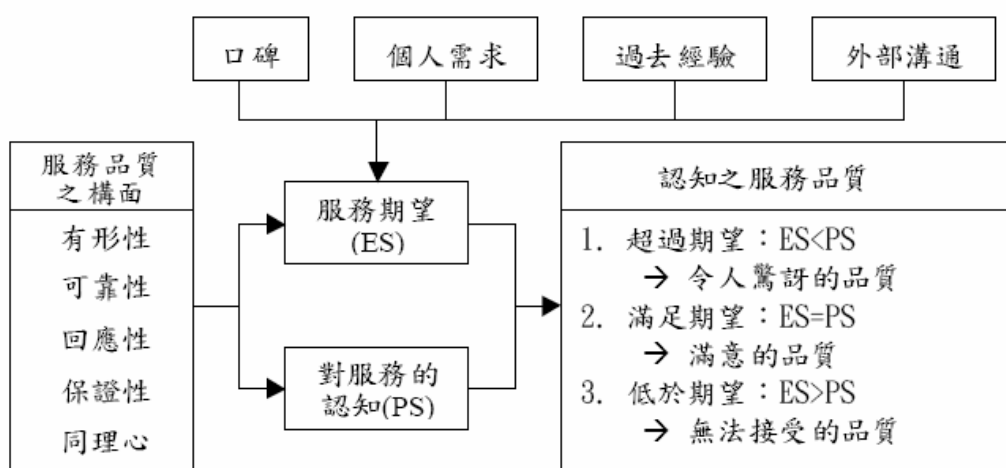 口碑
個人需求
過去經驗
外部溝通
服務品質
之構面
有形性
可靠性
回應性
保證性
同理心
服務期望
(ES)
對服務的
認知(PS)
認知之服務品質
1. 超過期望：ES<PS
→ 令人驚訝的品質
2. 滿足期望：ES=PS
→ 滿意的品質
3. 低於期望：ES>PS
→ 無法接受的品質